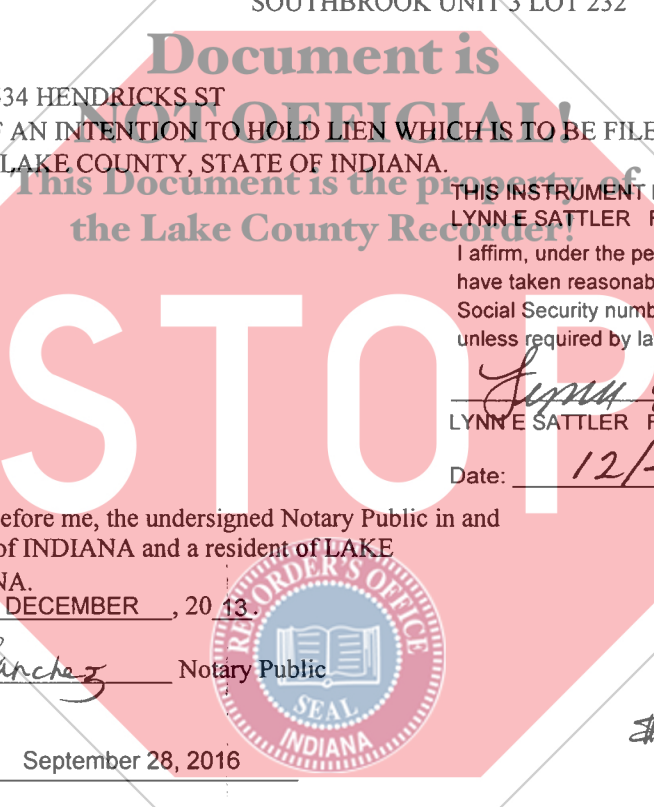 SOUTHBROOK UNIT 3 LOT 232
Document is
34 HENDRICKS ST
NOT OFFICIAL!
AN INTENTION TO HOLD LIEN WHICH IS TO BE FILE
LAKE COUNTY, STATE OF INDIANA.
This Document is the property of
the Lake County Recorder!
THIS INSTRUMENT
LYNN E SATTLER
I affirm, under the pe
have taken reasonab
Social Security numb
unless required by la
STOP
Lynn
LYNN E SATTLER
Date: 12/
efore me, the undersigned Notary Public in and
of INDIANA and a resident of LAKE
NA.
DECEMBER, 20 13.
anchez Notary Public
RECORDER'S OFFICE
SEAL
INDIANA
September 28, 2016